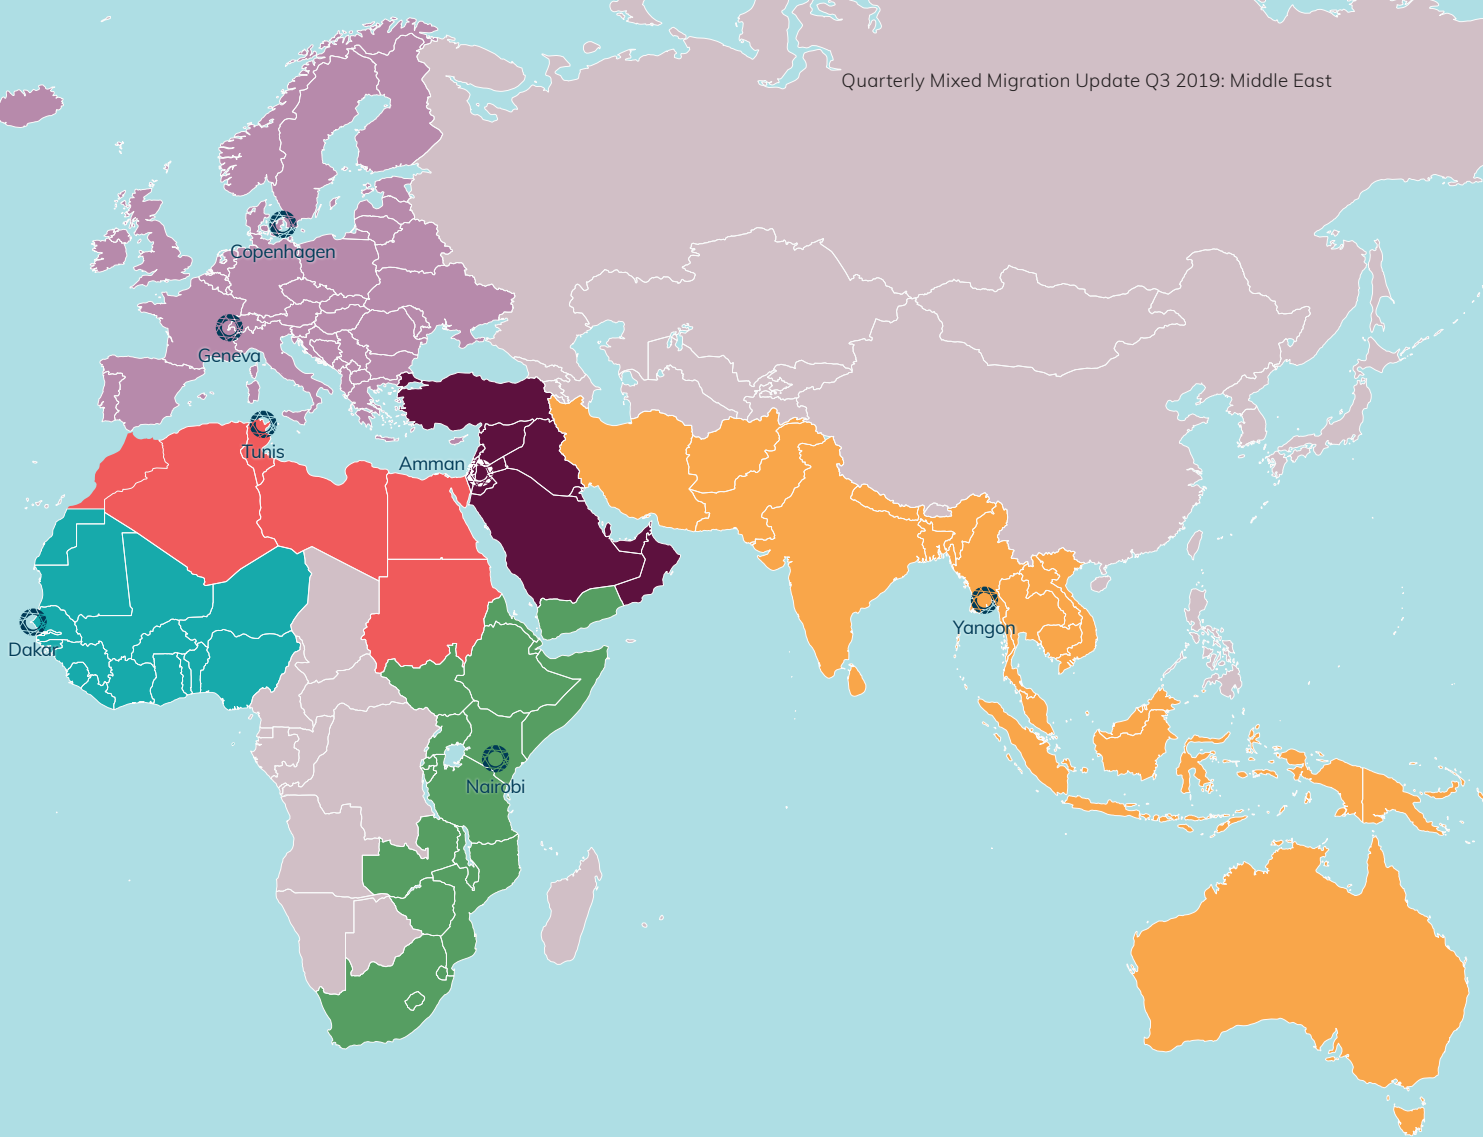 Quarterly Mixed Migration Update Q3 2019: Middle East
Copenhagen
Geneva
Tunis
Amman
Dakar
Yangon
Nairobi